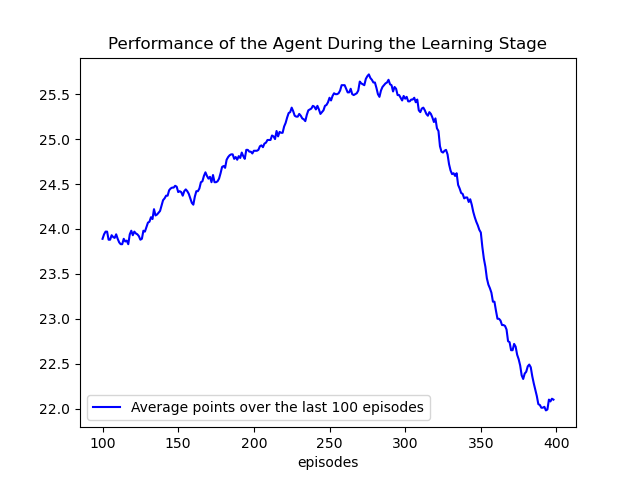 Performance of the Agent During the Learning Stage
25.5
25.0
24.5
24.0
23.5
23.0
22.5
22.0
Average points over the last 100 episodes
100 150 200 250 300 350 400
episodes